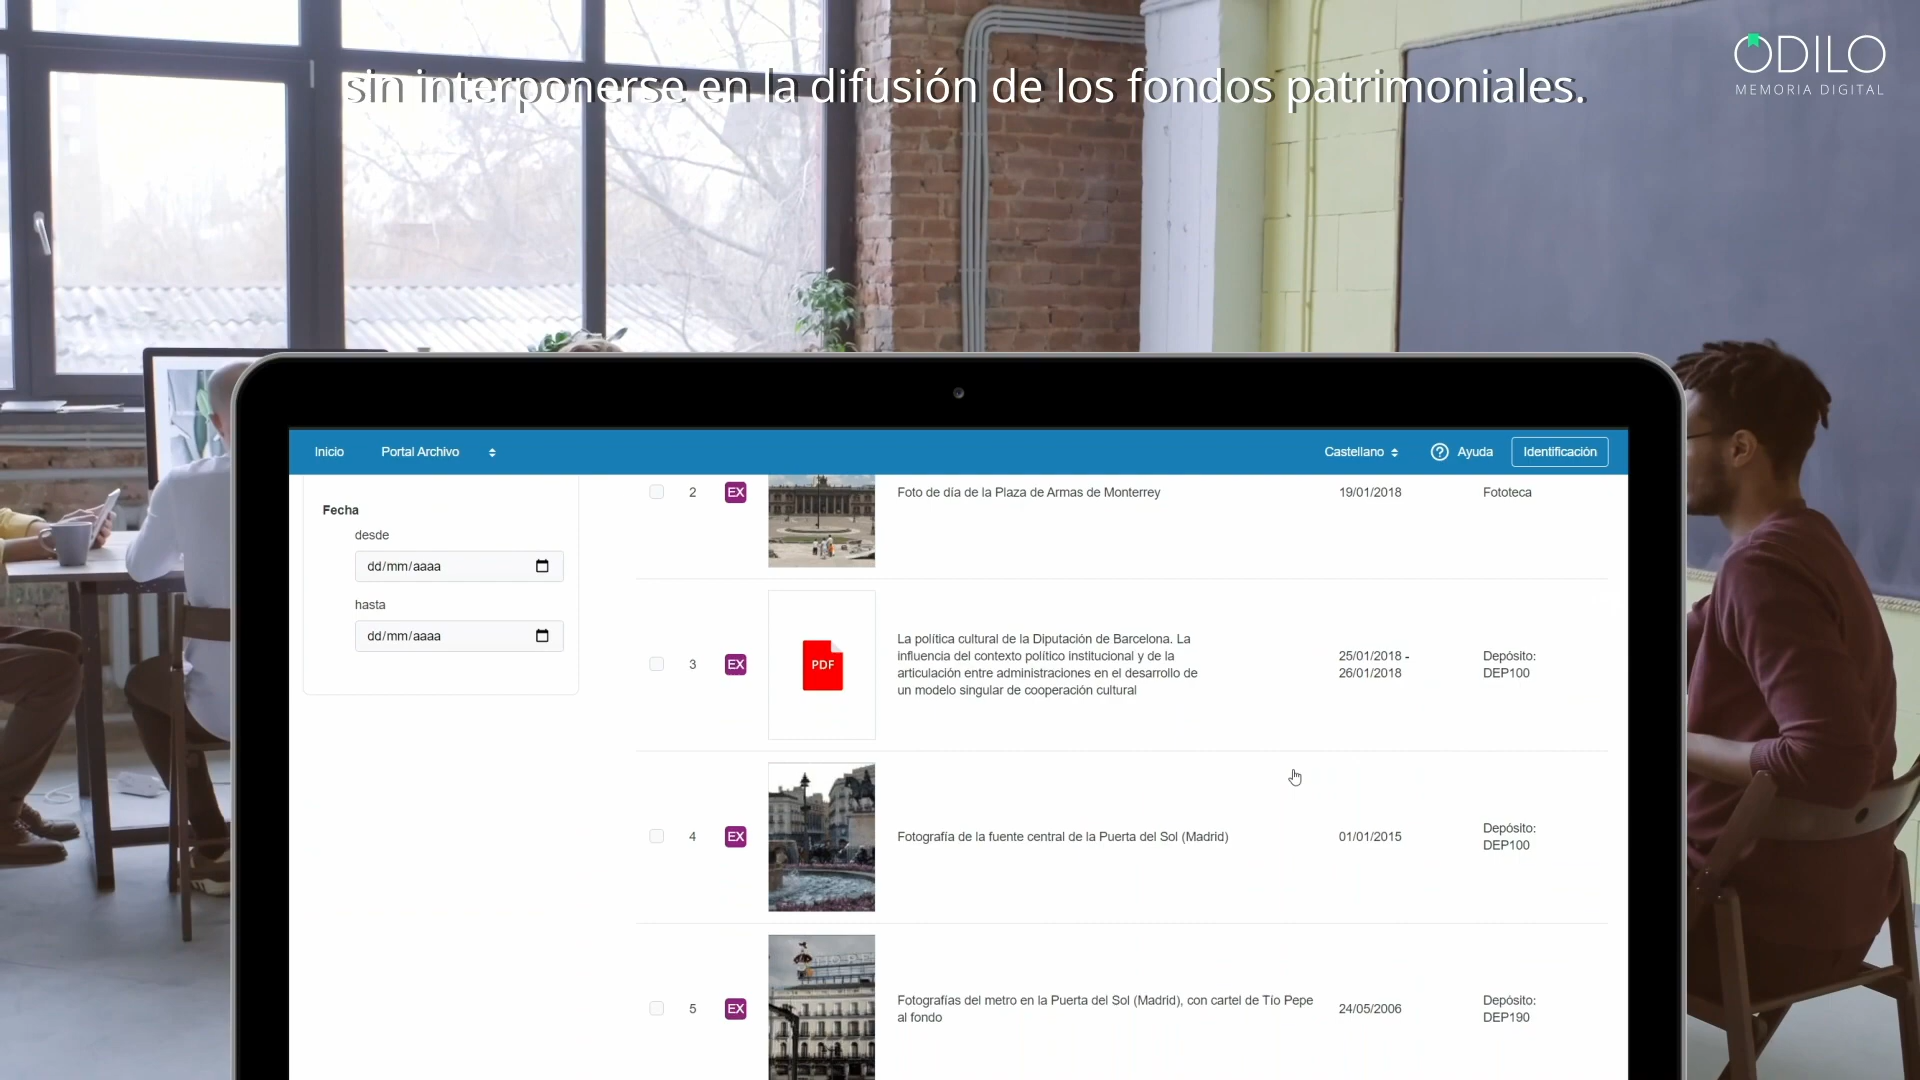 sin interponerse en la difusión de los fondos patrimoniales.
ODILO
MEMORIA DIGITAL
Inicio
Portal Archivo
Castellano
Ayuda
Identificación
Fecha
desde
dd/mm/aaaa
hasta
dd/mm/aaaa
2
EX
Foto de día de la Plaza de Armas de Monterrey
19/01/2018
Fototeca
3
EX
PDF
La política cultural de la Diputación de Barcelona. La
influencia del contexto político institucional y de la
articulación entre administraciones en el desarrollo de
un modelo singular de cooperación cultural
25/01/2018 -
26/01/2018
Depósito:
DEP100
4
EX
Fotografía de la fuente central de la Puerta del Sol (Madrid)
01/01/2015
Depósito:
DEP100
5
EX
Fotografías del metro en la Puerta del Sol (Madrid), con cartel de Tío Pepe
al fondo
24/05/2006
Depósito:
DEP190